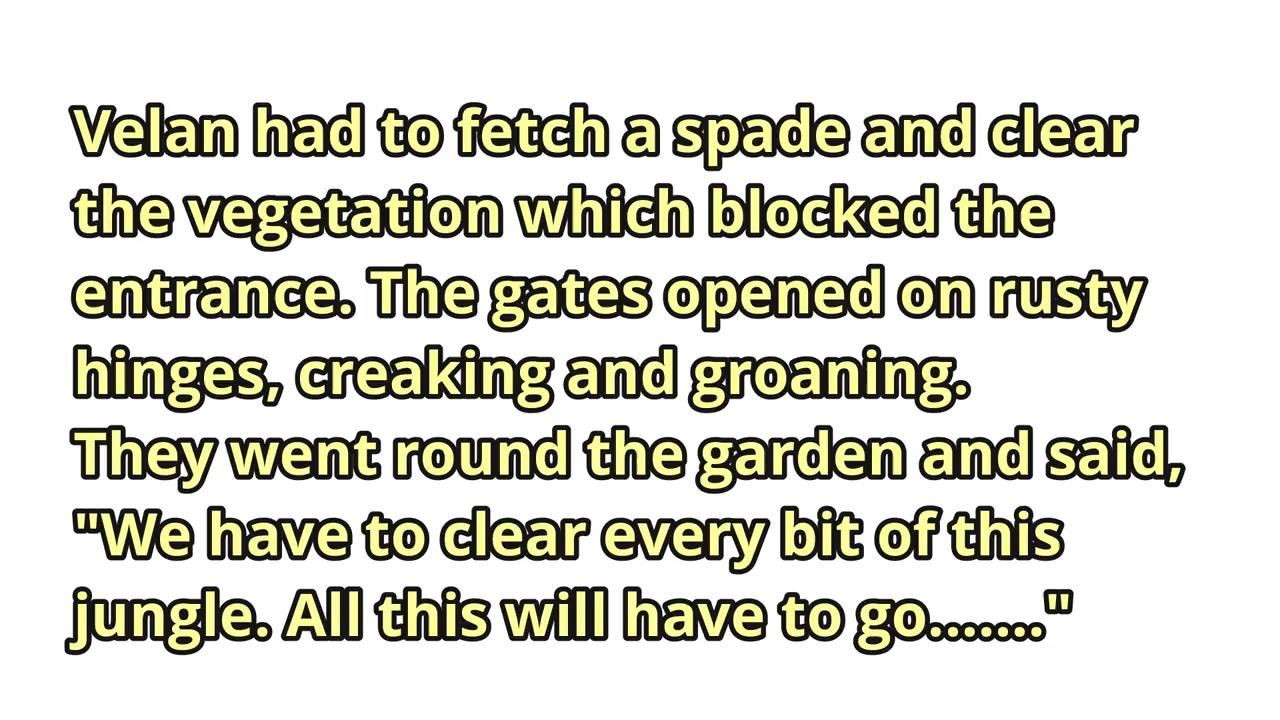 Velan had to fetch a spade and clear
the vegetation which blocked the
entrance. The gates opened on rusty
hinges, creaking and groaning.
They went round the garden and said,
"We have to clear every bit of this
jungle. All this will have to go......."